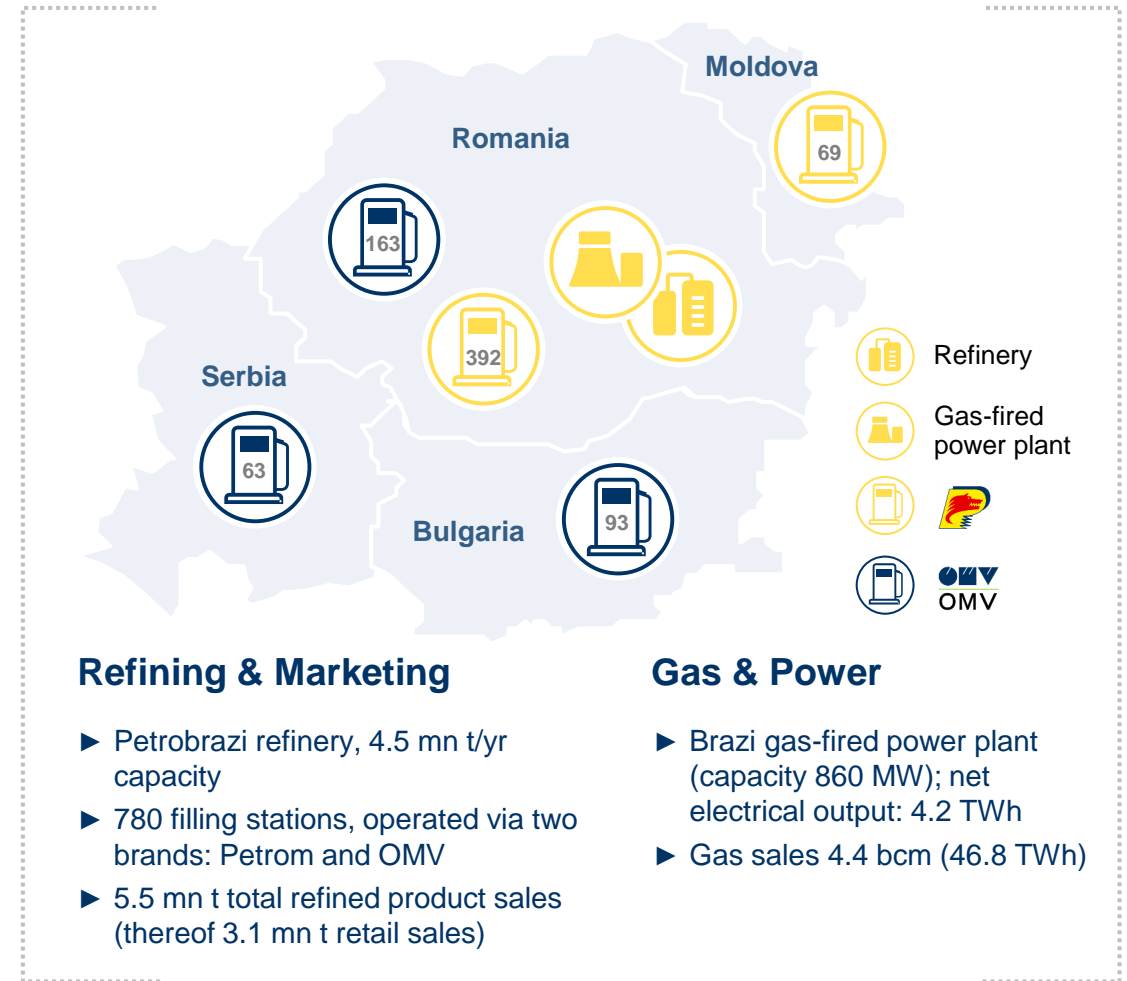 Moldova
69
Romania
163
392
Serbia
63
Bulgaria
93
Refinery
Gas-fired
power plant
OMV
OMV
Refining & Marketing
► Petrobrazi refinery, 4.5 mn t/yr
capacity
► 780 filling stations, operated via two
brands: Petrom and OMV
► 5.5 mn t total refined product sales
(thereof 3.1 mn t retail sales)
Gas & Power
► Brazi gas-fired power plant
(capacity 860 MW); net
electrical output: 4.2 TWh
► Gas sales 4.4 bcm (46.8 TWh)